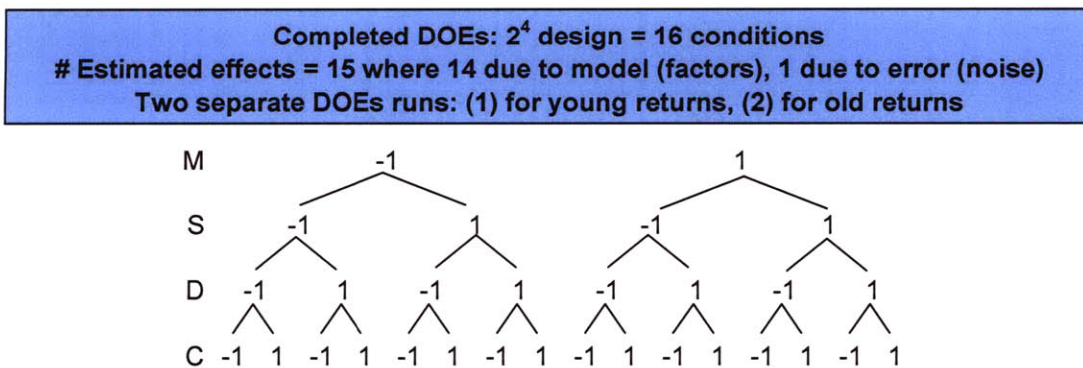 Completed DOEs: 2⁴ design = 16 conditions
# Estimated effects = 15 where 14 due to model (factors), 1 due to error (noise)
Two separate DOEs runs: (1) for young returns, (2) for old returns
M -1 1
S -1 1 -1 1
D -1 1 -1 1 -1 1 -1 1
C -1 1 -1 1 -1 1 -1 1 -1 1 -1 1 -1 1 -1 1